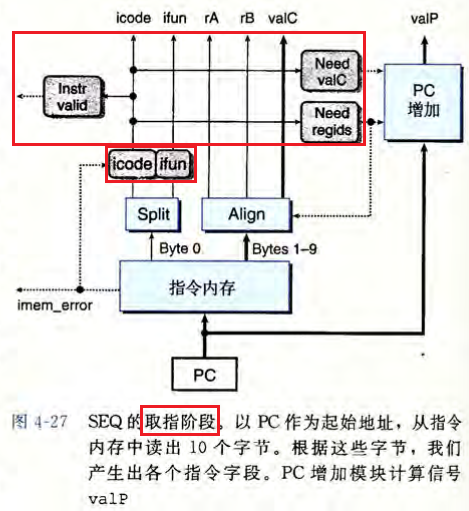 icode ifun rA rB valC valP
Need valC
Instr valid
PC 增加
Need regids
icode ifun
Split Align
Byte 0 Bytes 1-9
指令内存
imem_error
PC
图 4-27 SEQ 的取指阶段。以 PC 作为起始地址,从指令
内存中读出 10 个字节。根据这些字节,我们
产生出各个指令字段。PC 增加模块计算信号
valP